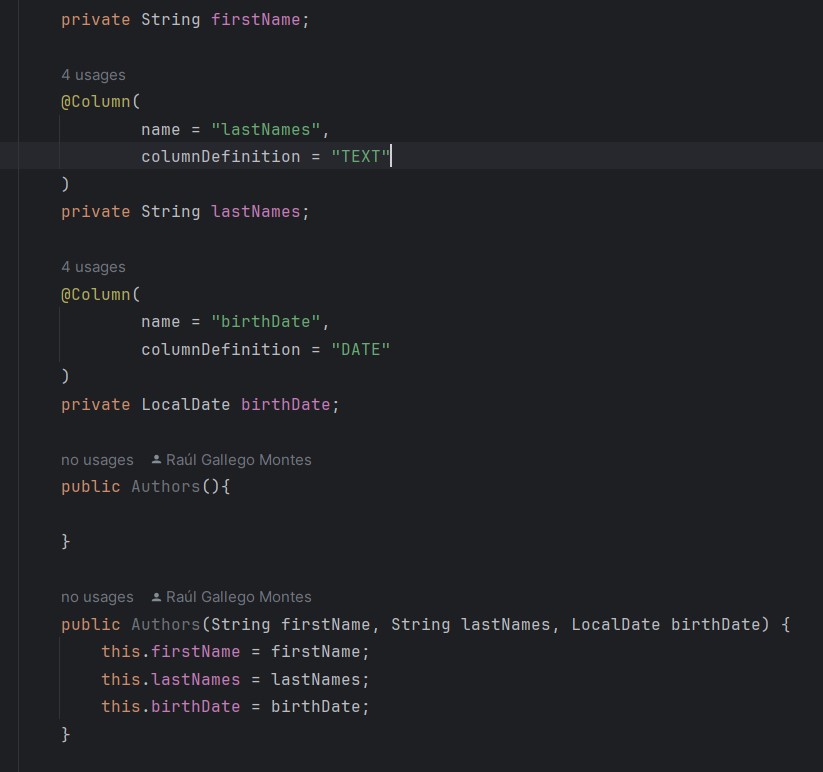 private String firstName;
4 usages
@Column(
name = "lastNames",
columnDefinition = "TEXT"
)
private String lastNames;
4 usages
@Column(
name = "birthDate",
columnDefinition = "DATE"
)
private LocalDate birthDate;
no usages Raúl Gallego Montes
public Authors(){
}
no usages Raúl Gallego Montes
public Authors(String firstName, String lastNames, LocalDate birthDate) {
this.firstName = firstName;
this.lastNames = lastNames;
this.birthDate = birthDate;
}